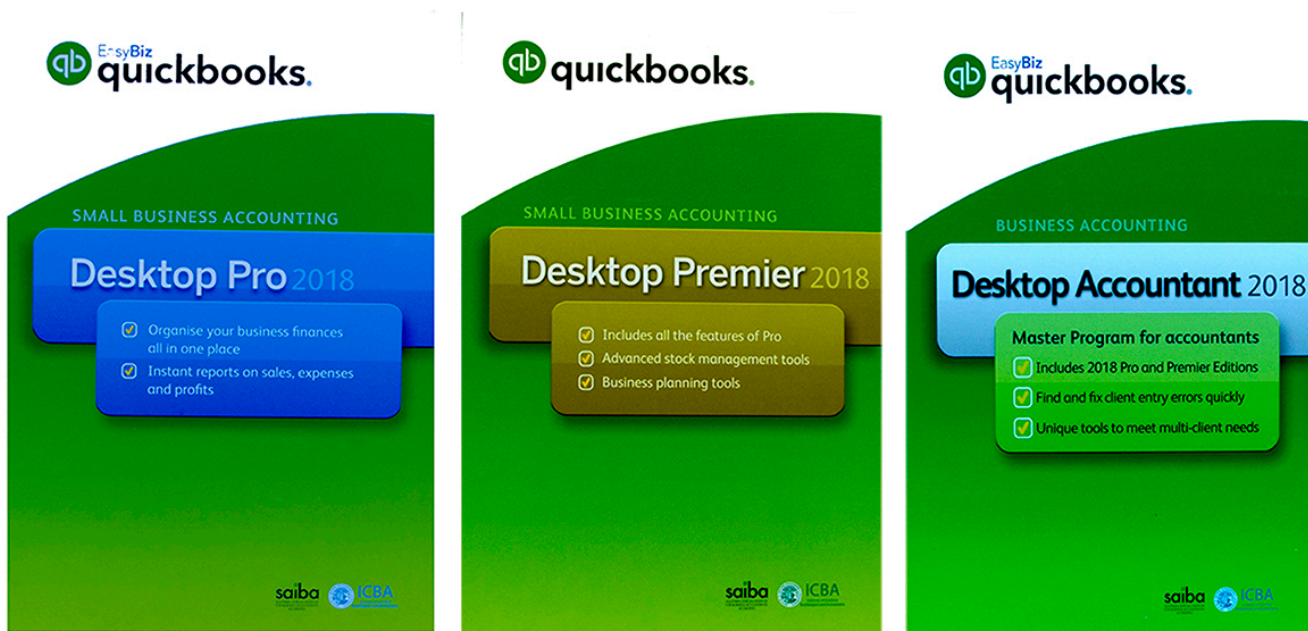 qb EasyBiz
quickbooks.
SMALL BUSINESS ACCOUNTING
Desktop Pro 2018
Organise your business finances
all in one place
Instant reports on sales, expenses
and profits
saiba ICBA
qb quickbooks.
SMALL BUSINESS ACCOUNTING
Desktop Premier 2018
Includes all the features of Pro
Advanced stock management tools
Business planning tools
saiba ICBA
qb EasyBiz
quickbooks.
BUSINESS ACCOUNTING
Desktop Accountant 2018
Master Program for accountants
Includes 2018 Pro and Premier Editions
Find and fix client entry errors quickly
Unique tools to meet multi-client needs
saiba ICBA